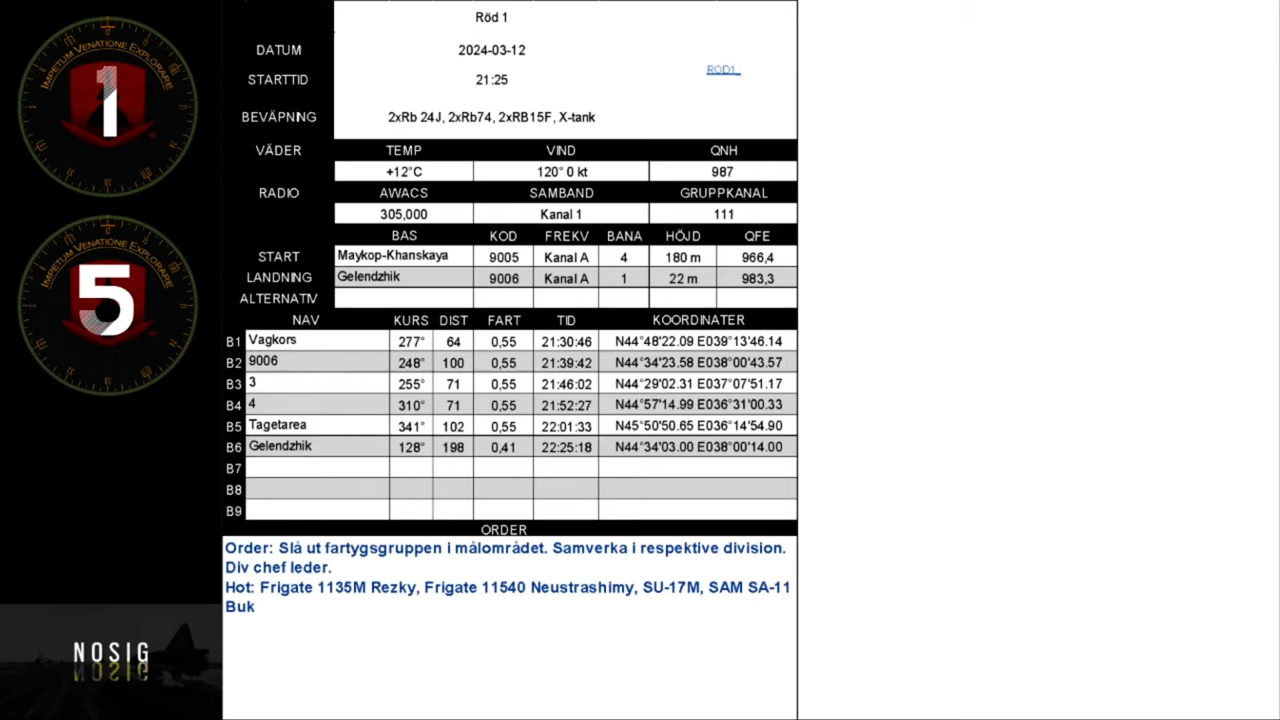 IMPETUM VENATIONE EXPLORARE
1
IMPETUM VENATIONE EXPLORARE
5
NOSIG
Röd 1
DATUM 2024-03-12
STARTTID 21:25
ROD1_
BEVÄPNING 2xRb 24J, 2xRb74, 2xRB15F, X-tank
VÄDER TEMP VIND QNH
+12°C 120° 0 kt 987
RADIO AWACS SAMBAND GRUPPKANAL
305,000 Kanal 1 111
BAS KOD FREKV BANA HÖJD QFE
START Maykop-Khanskaya 9005 Kanal A 4 180 m 966,4
LANDNING Gelendzhik 9006 Kanal A 1 22 m 983,3
ALTERNATIV
NAV KURS DIST FART TID KOORDINATER
B1 Vagkors 277° 64 0,55 21:30:46 N44°48'22.09 E039°13'46.14
B2 9006 248° 100 0,55 21:39:42 N44°34'23.58 E038°00'43.57
B3 3 255° 71 0,55 21:46:02 N44°29'02.31 E037°07'51.17
B4 4 310° 71 0,55 21:52:27 N44°57'14.99 E036°31'00.33
B5 Tagetarea 341° 102 0,55 22:01:33 N45°50'50.65 E036°14'54.90
B6 Gelendzhik 128° 198 0,41 22:25:18 N44°34'03.00 E038°00'14.00
B7
B8
B9
ORDER
Order: Slå ut fartygsgruppen i målområdet. Samverka i respektive division.
Div chef leder.
Hot: Frigate 1135M Rezky, Frigate 11540 Neustrashimy, SU-17M, SAM SA-11
Buk